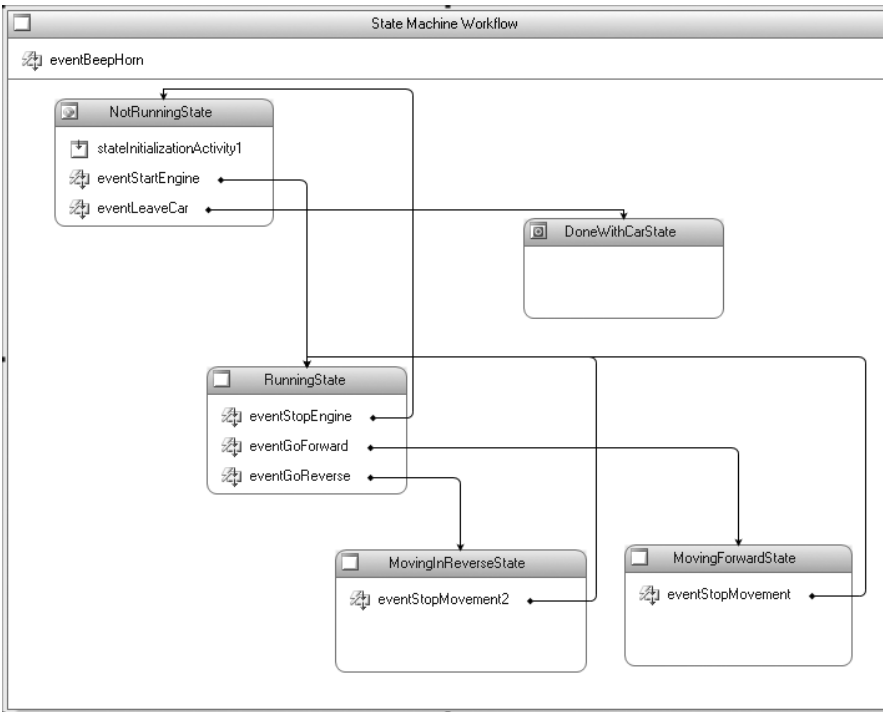 State Machine Workflow
eventBeepHorn
NotRunningState
stateInitializationActivity1
eventStartEngine
eventLeaveCar
DoneWithCarState
RunningState
eventStopEngine
eventGoForward
eventGoReverse
MovingInReverseState
eventStopMovement2
MovingForwardState
eventStopMovement